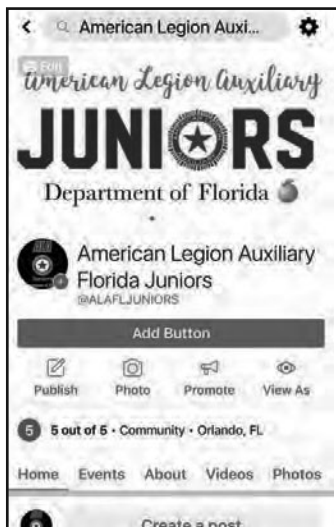 American Legion Auxi...
Edit
American Legion Auxiliary
JUNIORS
Department of Florida
American Legion Auxiliary
Florida Juniors
@ALAFLJUNIORS
Add Button
Publish Photo Promote View As
5 5 out of 5 · Community · Orlando, FL
Home Events About Videos Photos
Create a post